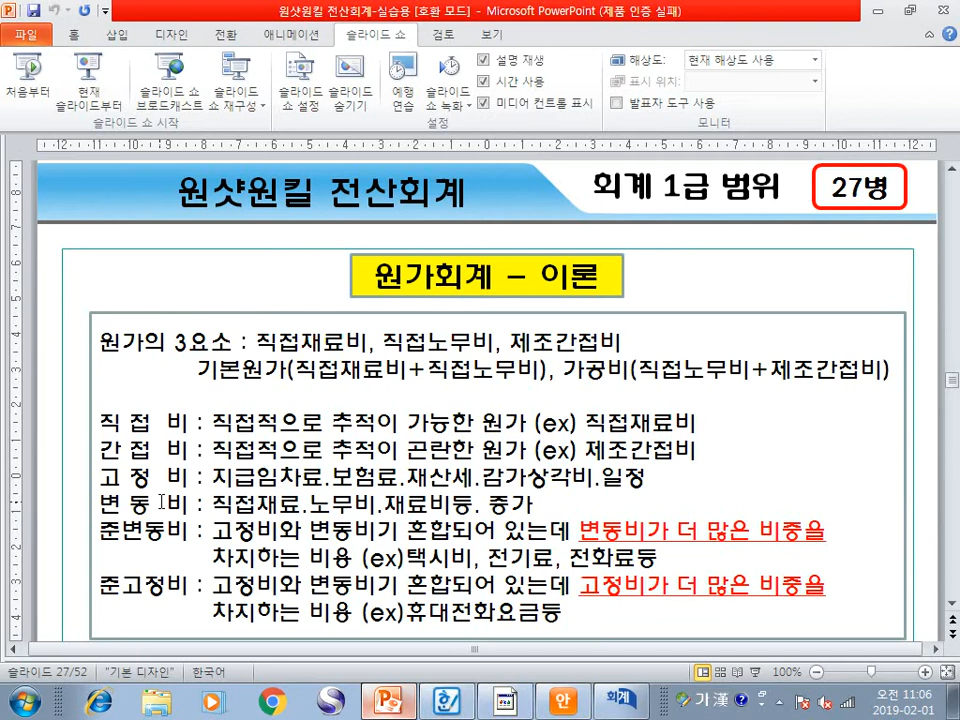 원샷원킬 전산회계-실습용 [호환 모드] - Microsoft PowerPoint (제품 인증 실패)
파일 홈 삽입 디자인 전환 애니메이션 슬라이드 쇼 검토 보기
처음부터
현재 슬라이드부터
슬라이드 쇼 브로드캐스트
슬라이드 쇼 재구성
슬라이드 쇼 시작
슬라이드 쇼 설정
슬라이드 숨기기
예행 연습
슬라이드 쇼 녹화
설명 재생
시간 사용
미디어 컨트롤 표시
설정
해상도: 현재 해상도 사용
표시 위치:
발표자 도구 사용
모니터
원샷원킬 전산회계
회계 1급 범위
27병
원가회계 – 이론
원가의 3요소 : 직접재료비, 직접노무비, 제조간접비
기본원가(직접재료비+직접노무비), 가공비(직접노무비+제조간접비)
직 접 비 : 직접적으로 추적이 가능한 원가 (ex) 직접재료비
간 접 비 : 직접적으로 추적이 곤란한 원가 (ex) 제조간접비
고 정 비 : 지급임차료.보험료.재산세.감가상각비.일정
변 동 비 : 직접재료.노무비.재료비등. 증가
준변동비 : 고정비와 변동비기 혼합되어 있는데 변동비가 더 많은 비중을
차지하는 비용 (ex)택시비, 전기료, 전화료등
준고정비 : 고정비와 변동비기 혼합되어 있는데 고정비가 더 많은 비중을
차지하는 비용 (ex)휴대전화요금등
슬라이드 27/52 "기본 디자인" 한국어 100%
가 漢
오전 11:06
2019-02-01